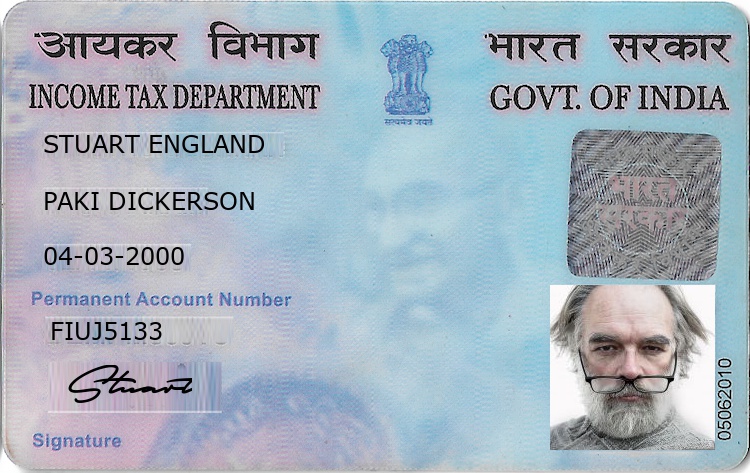 आयकर विभाग
भारत सरकार
INCOME TAX DEPARTMENT
GOVT. OF INDIA
सत्यमेव जयते
STUART ENGLAND
PAKI DICKERSON
04-03-2000
भारत
सरकार
Permanent Account Number
FIUJ5133
Stuart
Signature
05062010